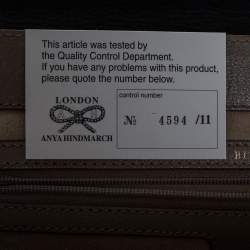 This article was tested by
the Quality Control Department.
If you have any problems with this product,
please quote the number below.
LONDON
ANYA HINDMARCH
control number
№ 4594 /11